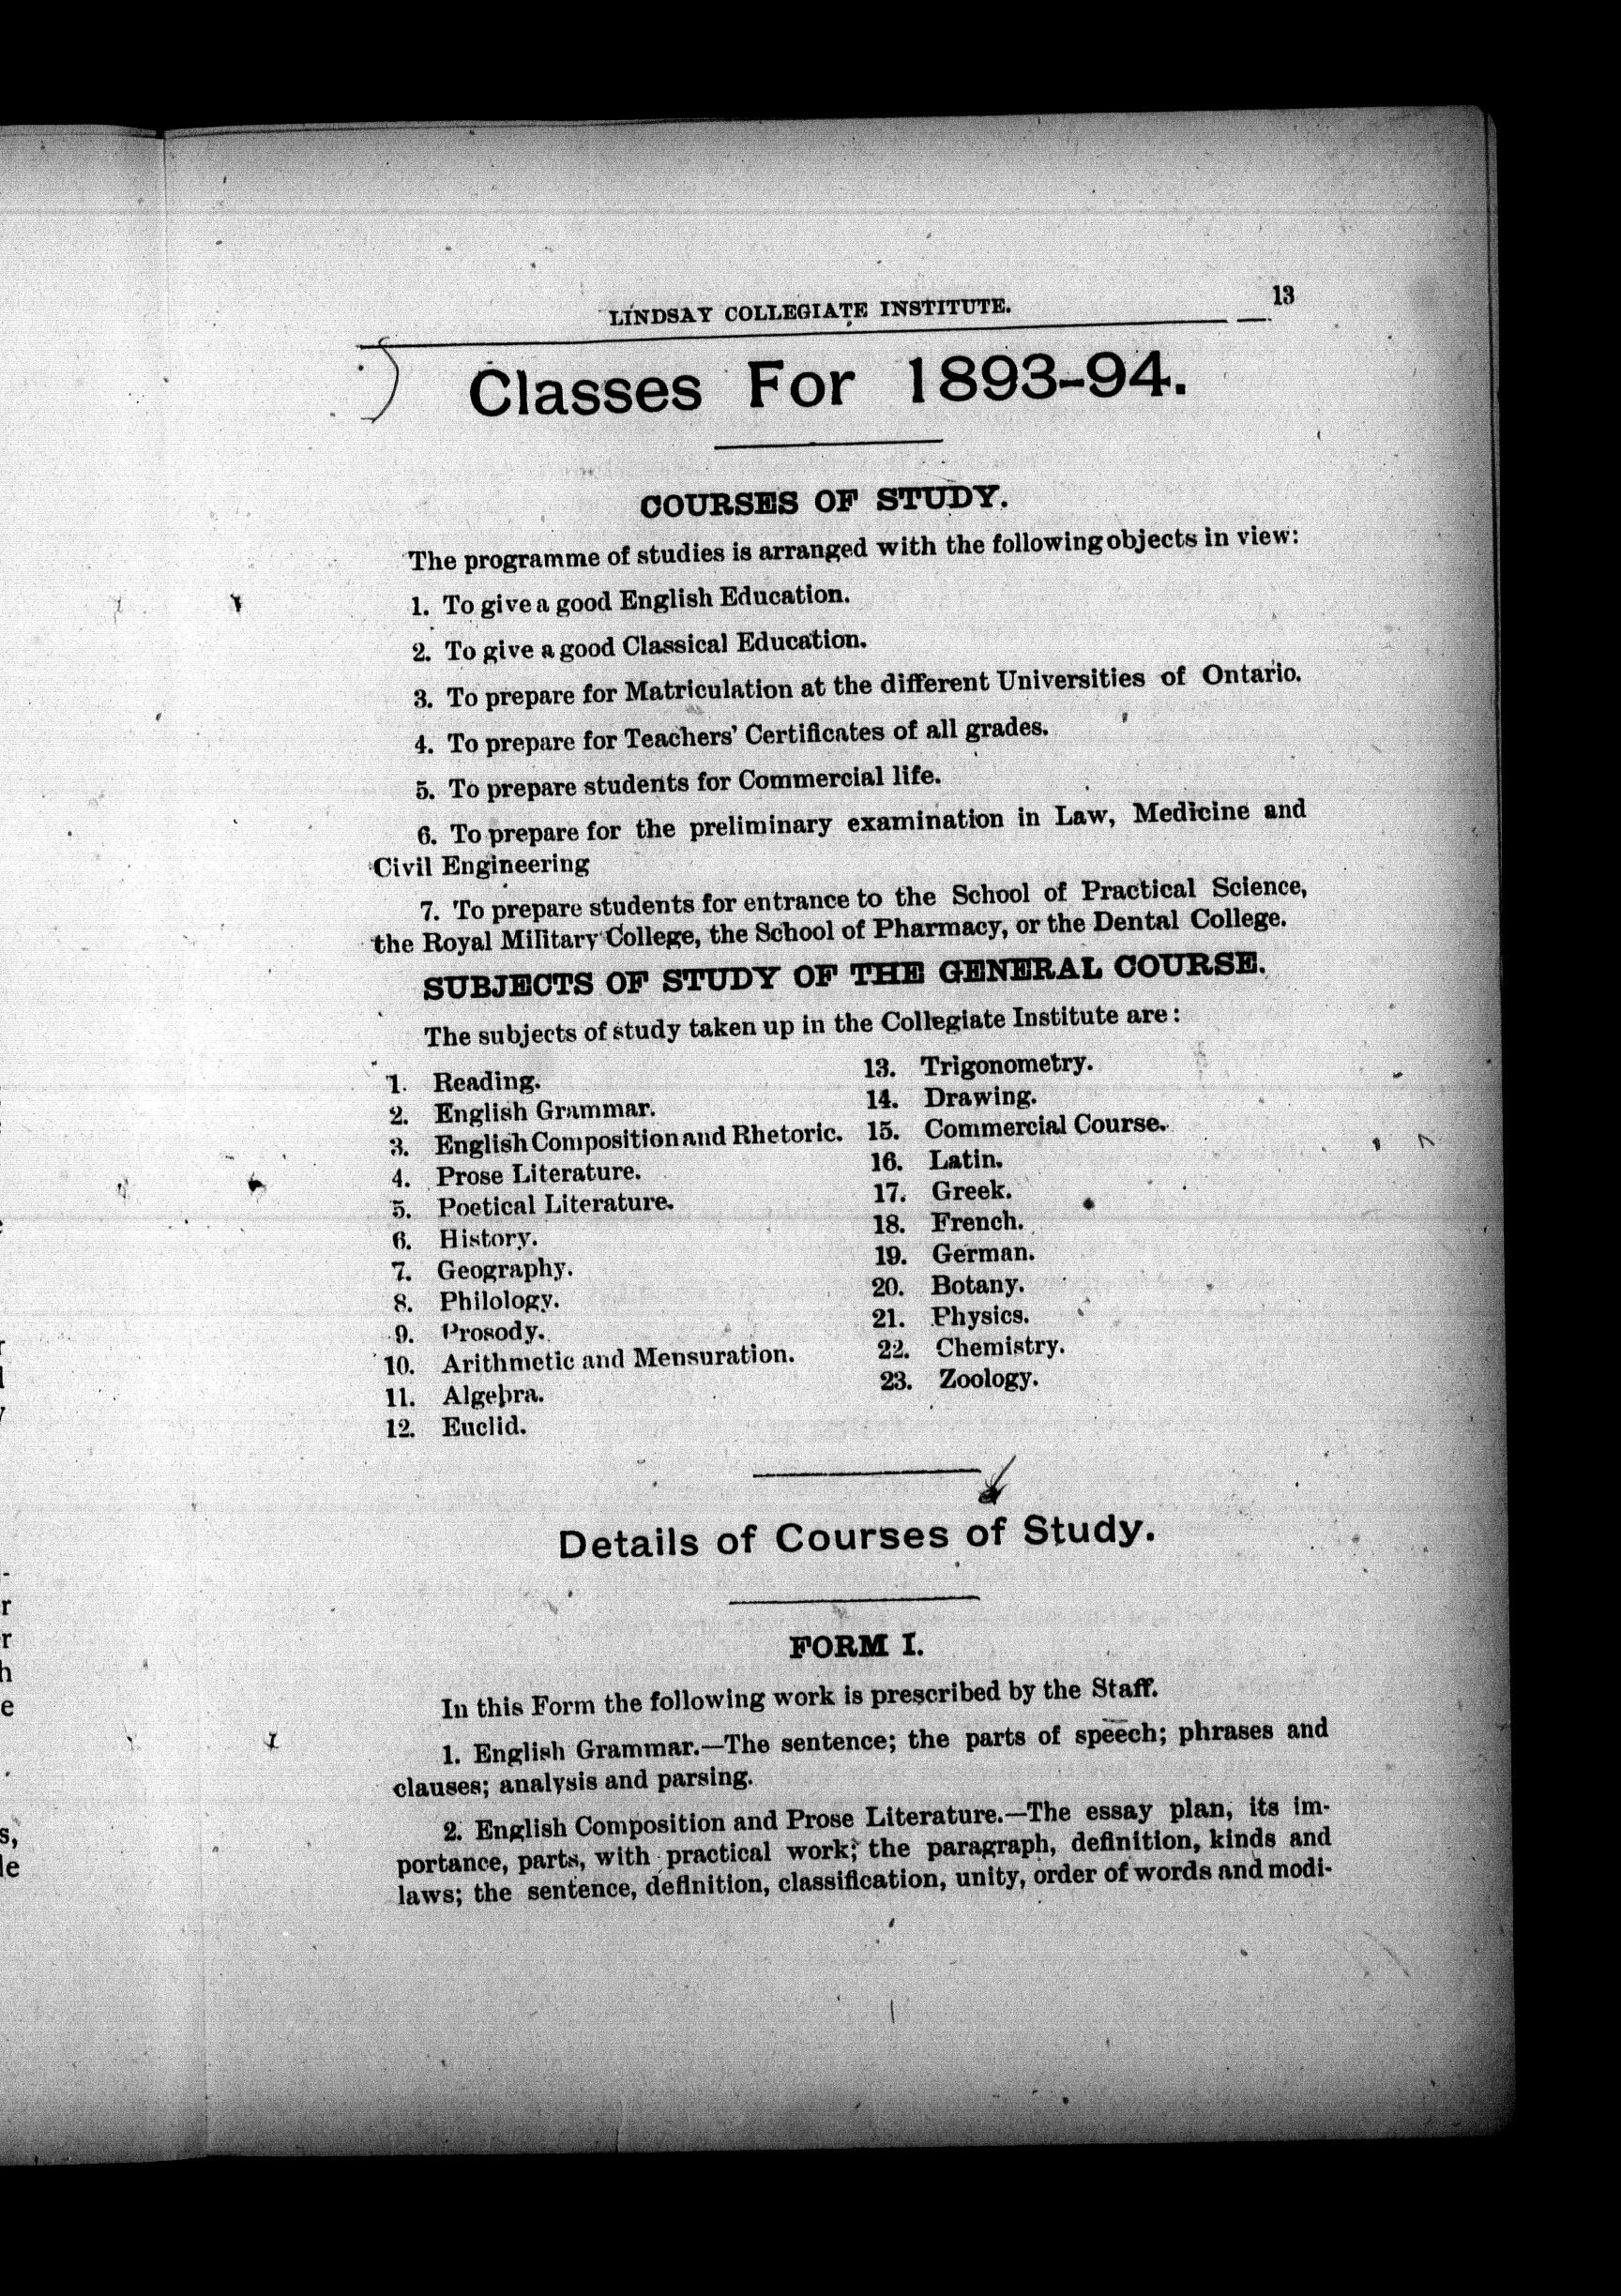 LINDSAY COLLEGIATE INSTITUTE. 13
Classes For 1893-94.
COURSES OF STUDY.
The programme of studies is arranged with the following objects in view:
1. To give a good English Education.
2. To give a good Classical Education.
3. To prepare for Matriculation at the different Universities of Ontario.
4. To prepare for Teachers' Certificates of all grades.
5. To prepare students for Commercial life.
6. To prepare for the preliminary examination in Law, Medicine and
Civil Engineering
7. To prepare students for entrance to the School of Practical Science,
the Royal Military College, the School of Pharmacy, or the Dental College.
SUBJECTS OF STUDY OF THE GENERAL COURSE.
The subjects of study taken up in the Collegiate Institute are:
1. Reading.
2. English Grammar.
3. English Composition and Rhetoric.
4. Prose Literature.
5. Poetical Literature.
6. History.
7. Geography.
8. Philology.
9. Prosody.
10. Arithmetic and Mensuration.
11. Algebra.
12. Euclid.
13. Trigonometry.
14. Drawing.
15. Commercial Course.
16. Latin.
17. Greek.
18. French.
19. German.
20. Botany.
21. Physics.
22. Chemistry.
23. Zoology.
Details of Courses of Study.
FORM I.
In this Form the following work is prescribed by the Staff.
1. English Grammar.—The sentence; the parts of speech; phrases and
clauses; analysis and parsing.
2. English Composition and Prose Literature.—The essay plan, its im-
portance, parts, with practical work; the paragraph, definition, kinds and
laws; the sentence, definition, classification, unity, order of words and modi-